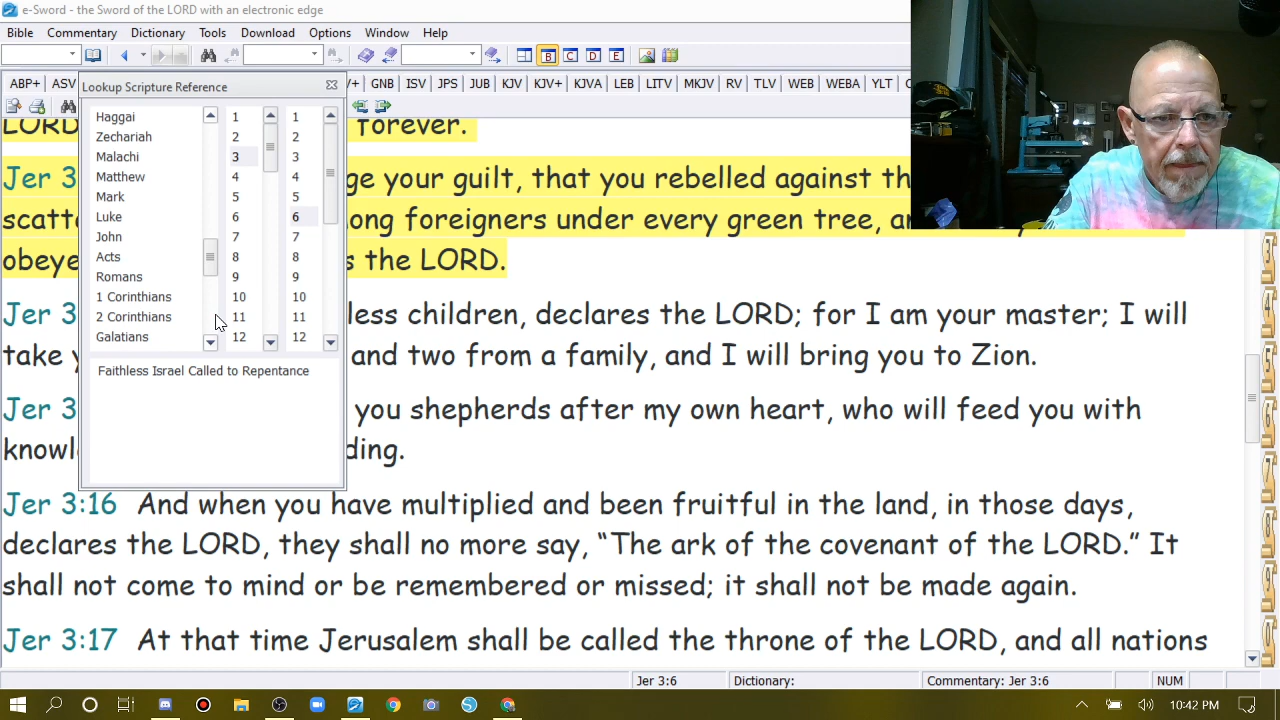 e-Sword - the Sword of the LORD with an electronic edge
Bible Commentary Dictionary Tools Options Download Format Window Help
ABP+ ASV V+ GNB ISV JPS JUB KJV KJV+ KJVA LEB LITV MKJV RV TLV WEB WEBA YLT
Lookup Scripture Reference
Haggai 1 1
Zechariah 2 2
Malachi 3 3
Matthew 4 4
Mark 5 5
Luke 6 6
John 7 7
Acts 8 8
Romans 9 9
1 Corinthians 10 10
2 Corinthians 11 11
Galatians 12 12
Faithless Israel Called to Repentance
LORD forever.
Jer 3 ge your guilt, that you rebelled against th
scatte ong foreigners under every green tree,
obeye s the LORD.
Jer 3 less children, declares the LORD; for I am your master; I will
take y and two from a family, and I will bring you to Zion.
Jer 3 you shepherds after my own heart, who will feed you with
knowl ding.
Jer 3:16 And when you have multiplied and been fruitful in the land, in those days,
declares the LORD, they shall no more say, “The ark of the covenant of the LORD.” It
shall not come to mind or be remembered or missed; it shall not be made again.
Jer 3:17 At that time Jerusalem shall be called the throne of the LORD, and all nations
Jer 3:6 Dictionary: Commentary: Jer 3:6 NUM
10:42 PM